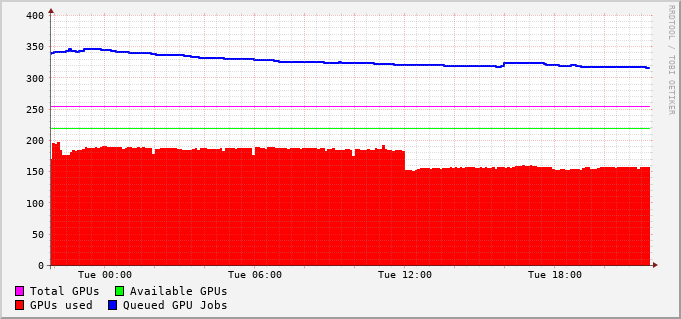 400
350
300
250
200
150
100
50
0
Tue 00:00 Tue 06:00 Tue 12:00 Tue 18:00
Total GPUs Available GPUs
GPUs used Queued GPU Jobs
RRDTOOL / TOBI OETIKER